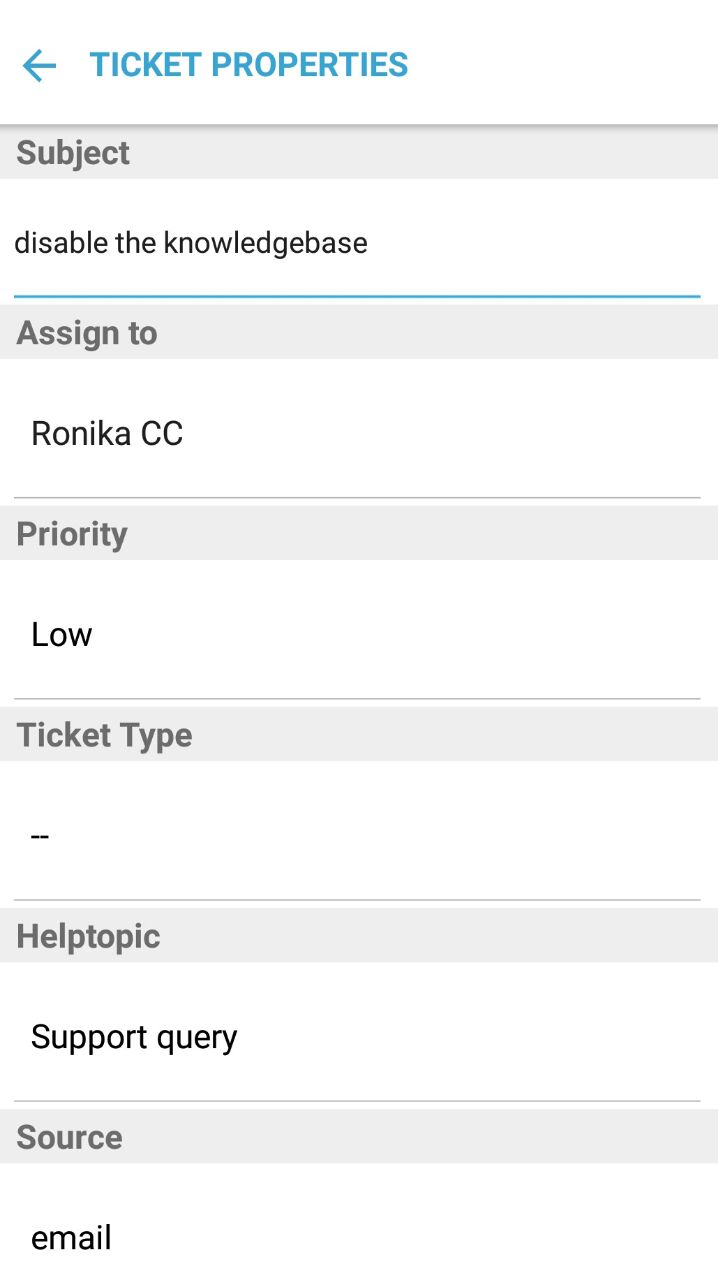 TICKET PROPERTIES
Subject
disable the knowledgebase
Assign to
Ronika CC
Priority
Low
Ticket Type
--
Helptopic
Support query
Source
email